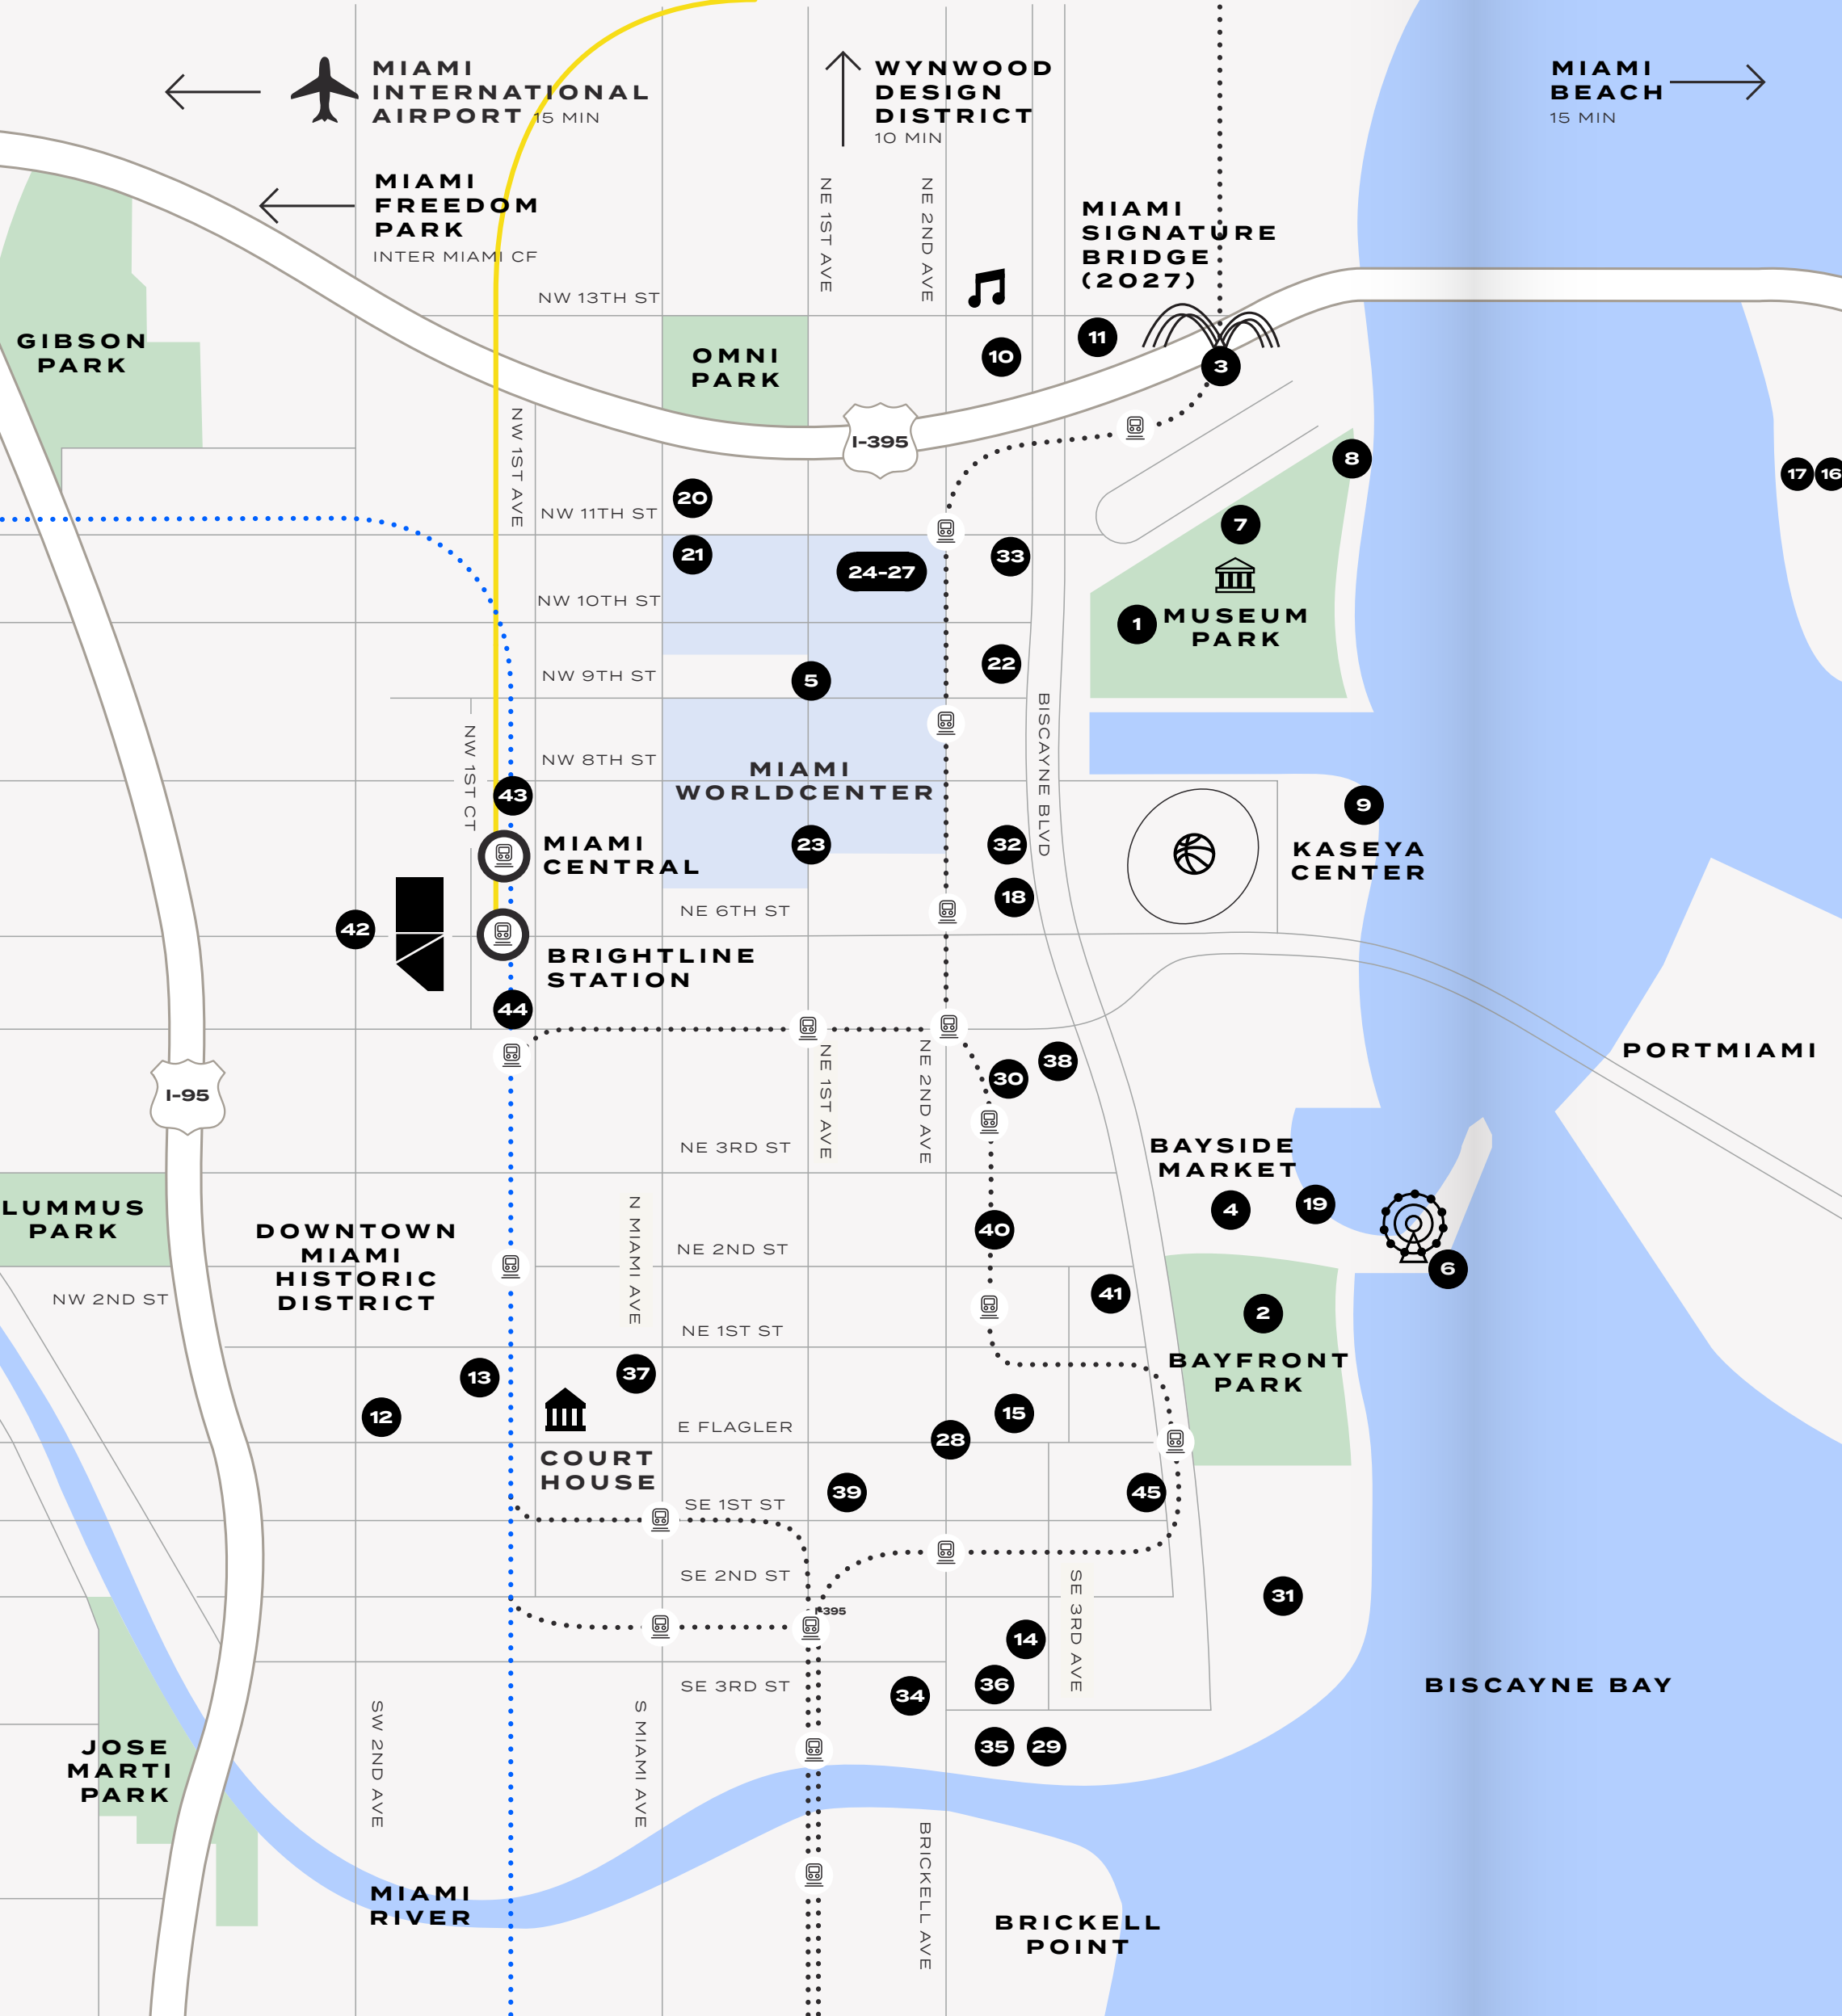 MIAMI
INTERNATIONAL
AIRPORT 15 MIN
WYNWOOD
DESIGN
DISTRICT
10 MIN
MIAMI
BEACH
15 MIN
MIAMI
FREEDOM
PARK
INTER MIAMI CF
NE 1ST AVE
NE 2ND AVE
MIAMI
SIGNATURE
BRIDGE
(2027)
NW 13TH ST
GIBSON
PARK
OMNI
PARK
10
11
3
I-395
NW 1ST AVE
8
17
16
20
NW 11TH ST
7
21
24-27
33
NW 10TH ST
1
MUSEUM
PARK
22
NW 9TH ST
5
NW 1ST CT
BISCAYNE BLVD
NW 8TH ST
MIAMI
WORLDCENTER
43
9
MIAMI
CENTRAL
23
32
KASEYA
CENTER
18
NE 6TH ST
42
BRIGHTLINE
STATION
44
NE 1ST AVE
NE 2ND AVE
38
30
PORTMIAMI
I-95
NE 3RD ST
BAYSIDE
MARKET
LUMMUS
PARK
4
19
N MIAMI AVE
DOWNTOWN
MIAMI
HISTORIC
DISTRICT
40
NE 2ND ST
6
NW 2ND ST
41
2
NE 1ST ST
BAYFRONT
PARK
13
37
12
15
E FLAGLER
28
COURT
HOUSE
39
45
SE 1ST ST
SE 2ND ST
SE 3RD AVE
31
I-395
14
SE 3RD ST
36
34
BISCAYNE BAY
SW 2ND AVE
S MIAMI AVE
JOSE
MARTI
PARK
35
29
BRICKELL AVE
MIAMI
RIVER
BRICKELL
POINT